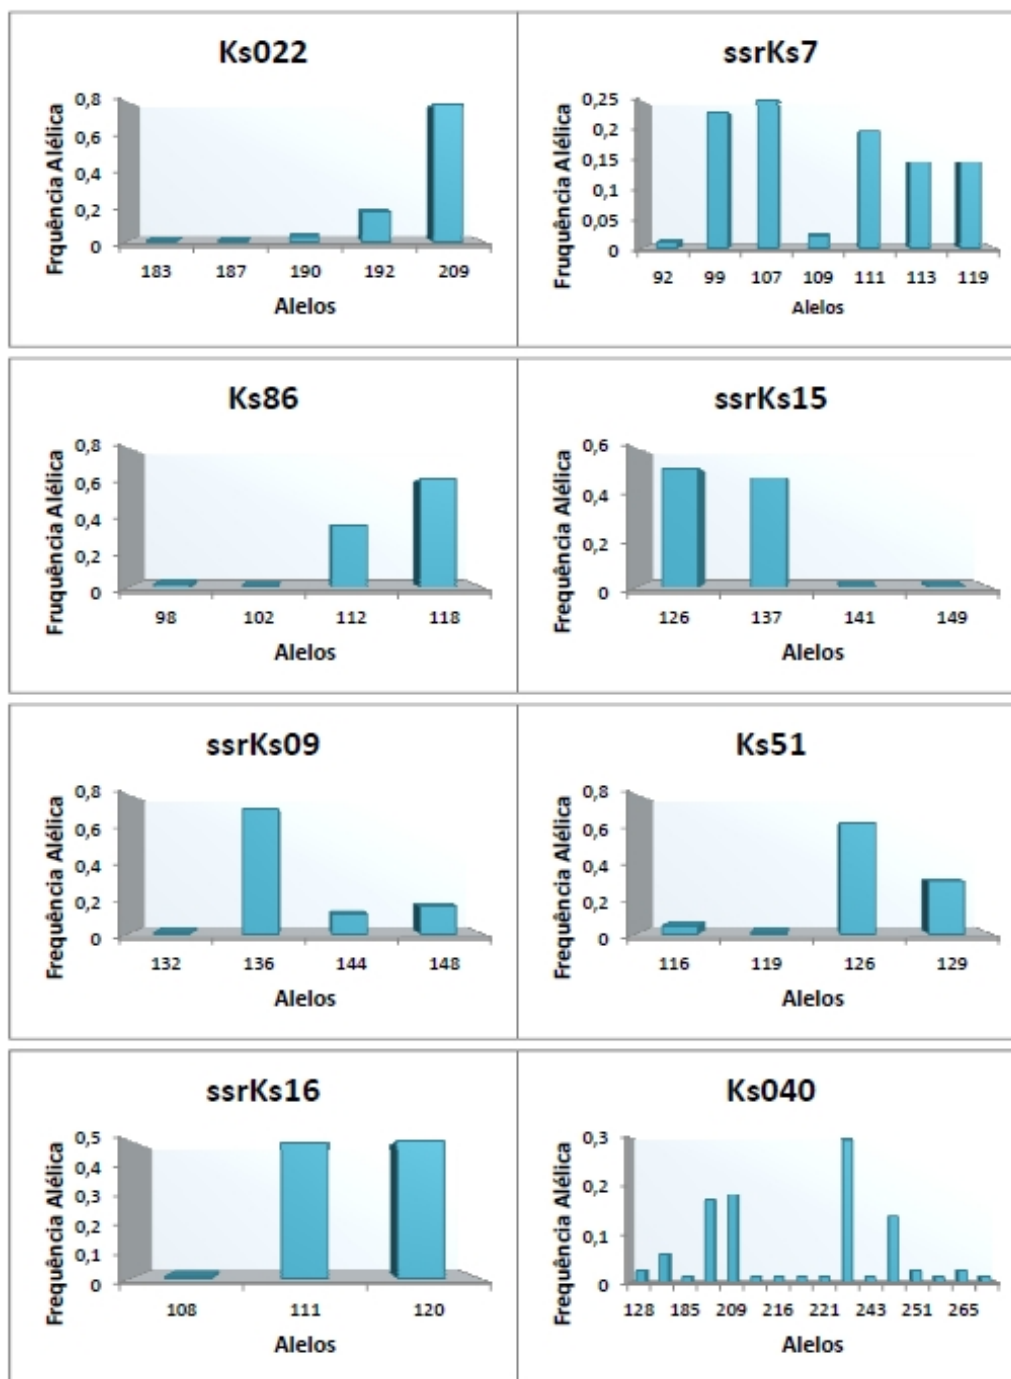 Ks022
Frquência Alélica
0,8
0,6
0,4
0,2
0
183 187 190 192 209
Alelos
ssrKs7
Fruquência Alélica
0,25
0,2
0,15
0,1
0,05
0
92 99 107 109 111 113 119
Alelos
Ks86
Fruquência Alélica
0,8
0,6
0,4
0,2
0
98 102 112 118
Alelos
ssrKs15
Frequência Alélica
0,6
0,4
0,2
0
126 137 141 149
Alelos
ssrKs09
Frequência Alélica
0,8
0,6
0,4
0,2
0
132 136 144 148
Alelos
Ks51
Frequência Alélica
0,8
0,6
0,4
0,2
0
116 119 126 129
Alelos
ssrKs16
Frequência Alélica
0,5
0,4
0,3
0,2
0,1
0
108 111 120
Alelos
Ks040
Frequência Alélica
0,3
0,2
0,1
0
128 185 209 216 221 243 251 265
Alelos